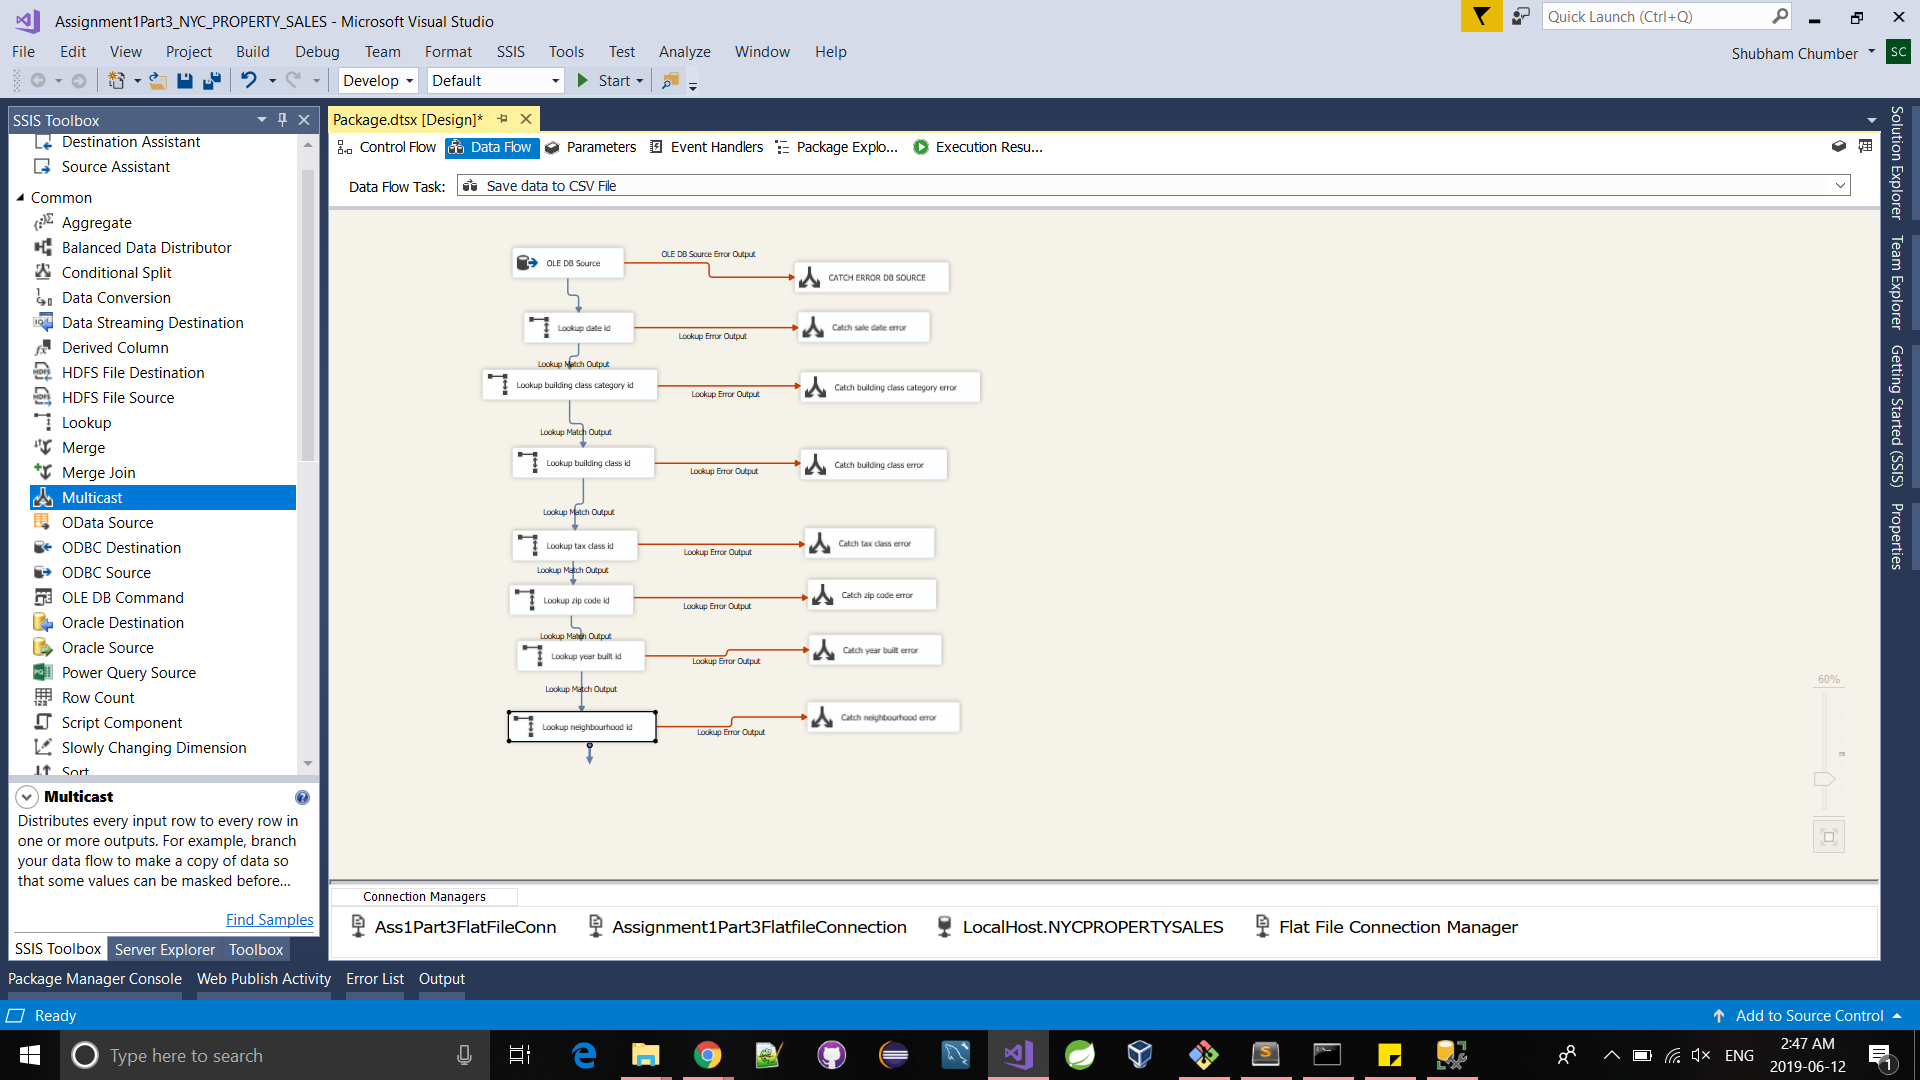 Assignment1Part3_NYC_PROPERTY_SALES - Microsoft Visual Studio
Quick Launch (Ctrl+Q)
File Edit View Project Build Debug Team Format SSIS Tools Test Analyze Window Help
Shubham Chumber SC
Develop Default Start
SSIS Toolbox
Destination Assistant
Source Assistant
Common
Aggregate
Balanced Data Distributor
Conditional Split
Data Conversion
Data Streaming Destination
Derived Column
HDFS File Destination
HDFS File Source
Lookup
Merge
Merge Join
Multicast
OData Source
ODBC Destination
ODBC Source
OLE DB Command
Oracle Destination
Oracle Source
Power Query Source
Row Count
Script Component
Slowly Changing Dimension
Sort
Multicast
Distributes every input row to every row in
one or more outputs. For example, branch
your data flow to make a copy of data so
that some values can be masked before...
Find Samples
SSIS Toolbox Server Explorer Toolbox
Package.dtsx [Design]*
Control Flow Data Flow Parameters Event Handlers Package Explo... Execution Resu...
Data Flow Task: Save data to CSV File
OLE DB Source
OLE DB Source Error Output
CATCH ERROR DB SOURCE
Lookup date id
Lookup Error Output
Catch sale date error
Lookup Match Output
Lookup building class category id
Lookup Error Output
Catch building class category error
Lookup Match Output
Lookup building class id
Lookup Error Output
Catch building class error
Lookup Match Output
Lookup tax class id
Lookup Error Output
Catch tax class error
Lookup Match Output
Lookup zip code id
Lookup Error Output
Catch zip code error
Lookup Match Output
Lookup year built id
Lookup Error Output
Catch year built error
Lookup Match Output
Lookup neighbourhood id
Lookup Error Output
Catch neighbourhood error
60%
Connection Managers
Ass1Part3FlatFileConn Assignment1Part3FlatfileConnection LocalHost.NYCPROPERTYSALES Flat File Connection Manager
Solution Explorer
Team Explorer
Getting Started (SSIS)
Properties
Package Manager Console Web Publish Activity Error List Output
Ready
Add to Source Control
Type here to search
ENG
2:47 AM
2019-06-12
1